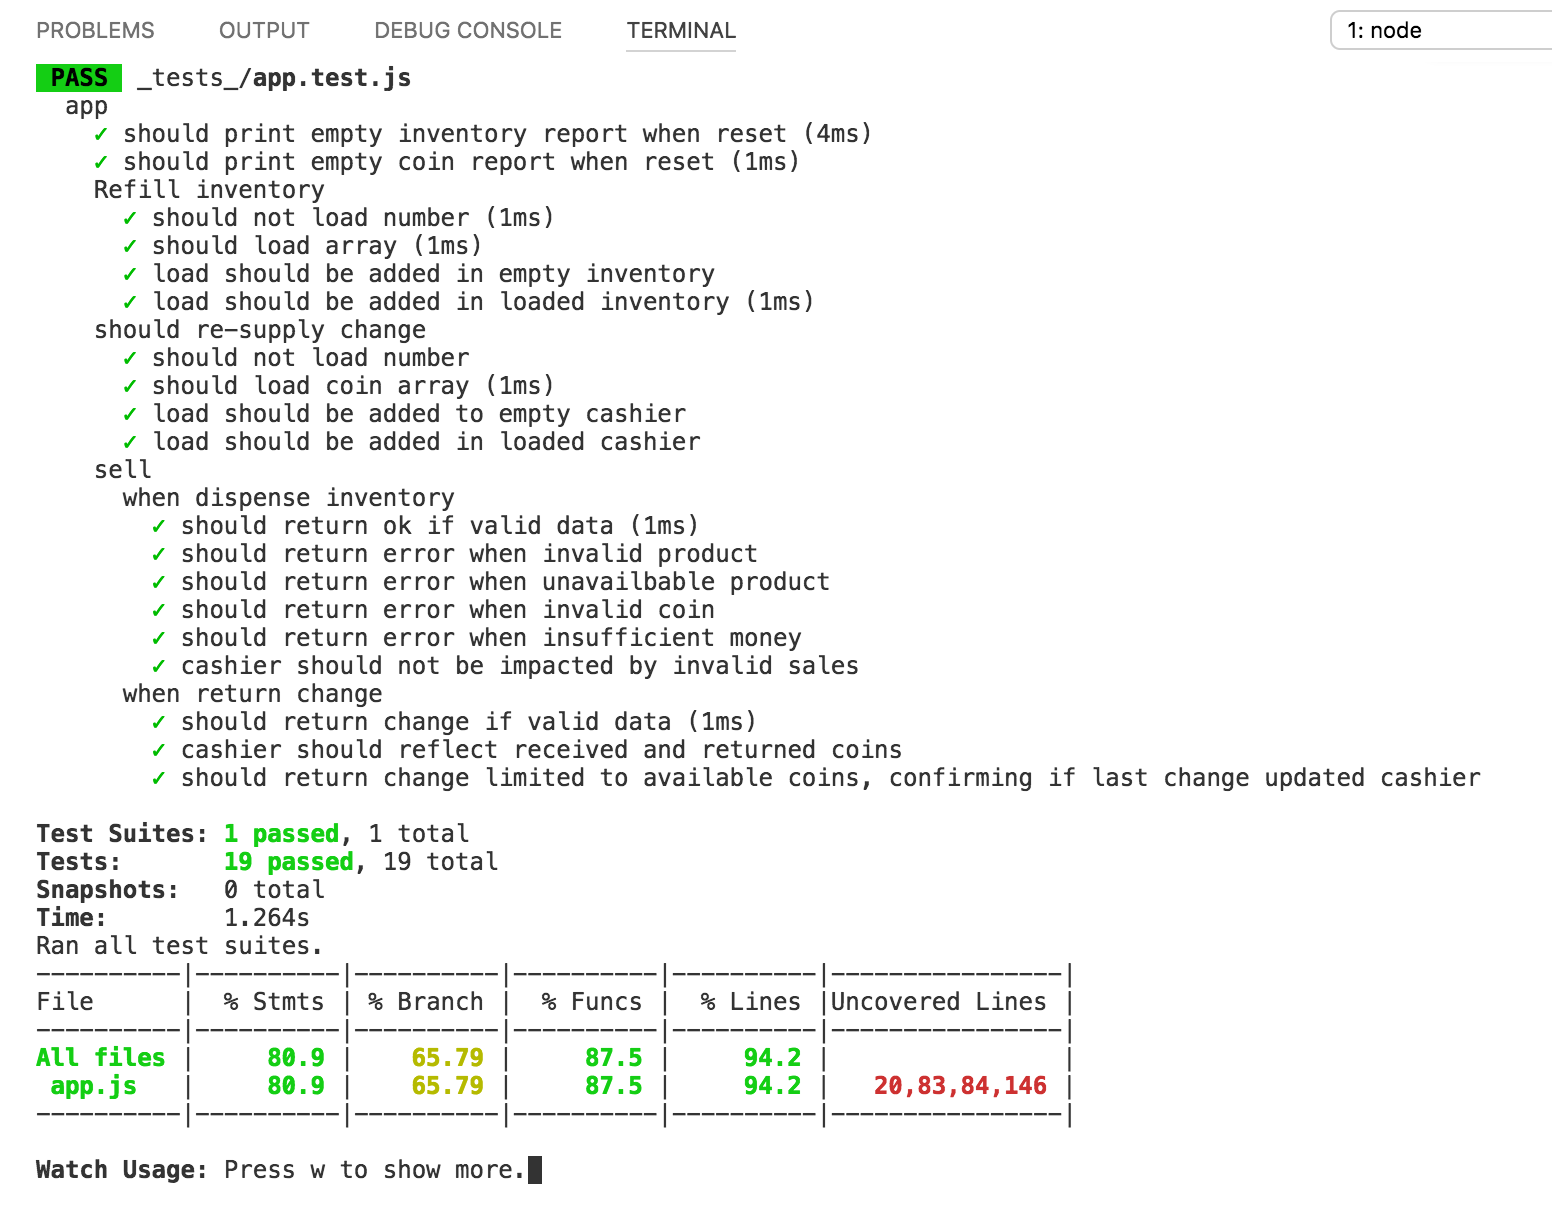 PROBLEMS OUTPUT DEBUG CONSOLE TERMINAL 1: node
PASS _tests_/app.test.js
app
✓ should print empty inventory report when reset (4ms)
✓ should print empty coin report when reset (1ms)
Refill inventory
✓ should not load number (1ms)
✓ should load array (1ms)
✓ load should be added in empty inventory
✓ load should be added in loaded inventory (1ms)
should re-supply change
✓ should not load number
✓ should load coin array (1ms)
✓ load should be added to empty cashier
✓ load should be added in loaded cashier
sell
when dispense inventory
✓ should return ok if valid data (1ms)
✓ should return error when invalid product
✓ should return error when unavailbable product
✓ should return error when invalid coin
✓ should return error when insufficient money
✓ cashier should not be impacted by invalid sales
when return change
✓ should return change if valid data (1ms)
✓ cashier should reflect received and returned coins
✓ should return change limited to available coins, confirming if last change updated cashier
Test Suites: 1 passed, 1 total
Tests: 19 passed, 19 total
Snapshots: 0 total
Time: 1.264s
Ran all test suites.
----------|----------|----------|----------|----------|----------------|
File | % Stmts | % Branch | % Funcs | % Lines |Uncovered Lines |
----------|----------|----------|----------|----------|----------------|
All files | 80.9 | 65.79 | 87.5 | 94.2 | |
app.js | 80.9 | 65.79 | 87.5 | 94.2 | 20,83,84,146 |
----------|----------|----------|----------|----------|----------------|
Watch Usage: Press w to show more.